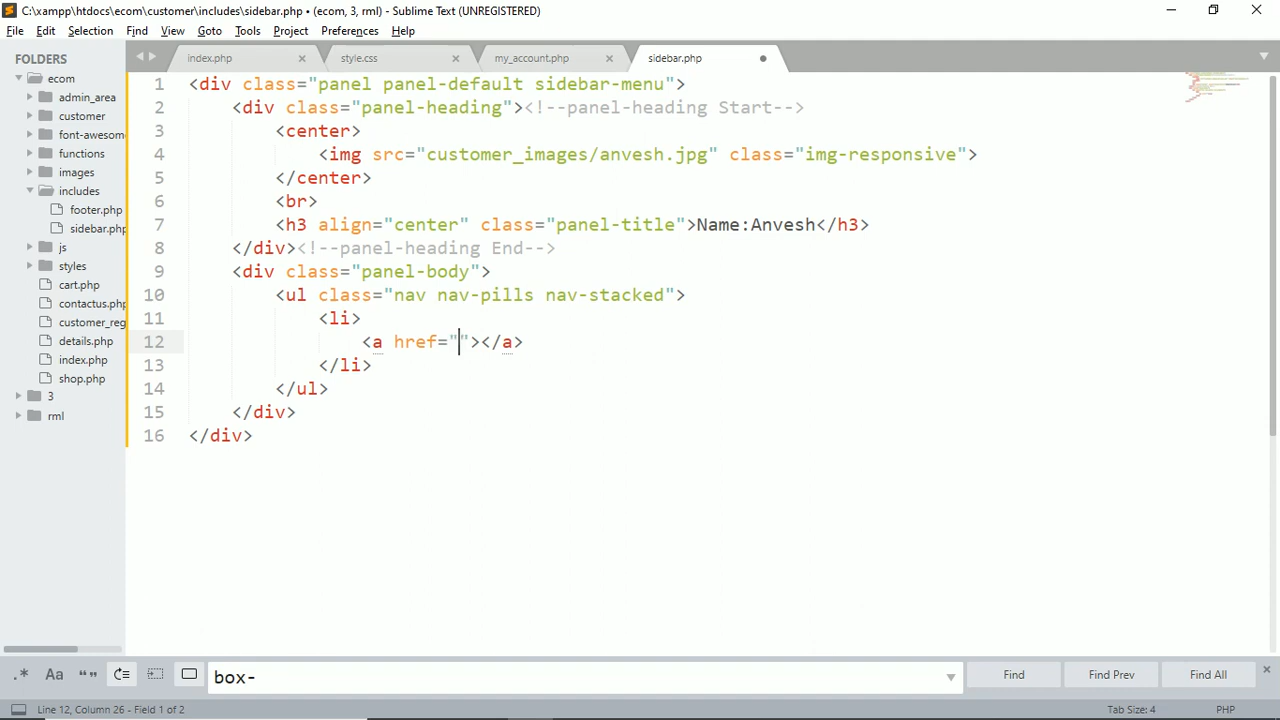 C:\xampp\htdocs\ecom\customer\includes\sidebar.php • (ecom, 3, rml) - Sublime Text (UNREGISTERED)
File Edit Selection Find View Goto Tools Project Preferences Help
FOLDERS
ecom
admin_area
customer
font-awesom
functions
images
includes
footer.php
sidebar.php
js
styles
cart.php
contactus.php
customer_reg
details.php
index.php
shop.php
3
rml
index.php × style.css × my_account.php × sidebar.php •
1 <div class="panel panel-default sidebar-menu">
2 <div class="panel-heading"><!--panel-heading Start-->
3 <center>
4 <img src="customer_images/anvesh.jpg" class="img-responsive">
5 </center>
6 <br>
7 <h3 align="center" class="panel-title">Name:Anvesh</h3>
8 </div><!--panel-heading End-->
9 <div class="panel-body">
10 <ul class="nav nav-pills nav-stacked">
11 <li>
12 <a href=""></a>
13 </li>
14 </ul>
15 </div>
16 </div>
.* Aa “” box- Find Find Prev Find All ×
Line 12, Column 26 - Field 1 of 2 Tab Size: 4 PHP